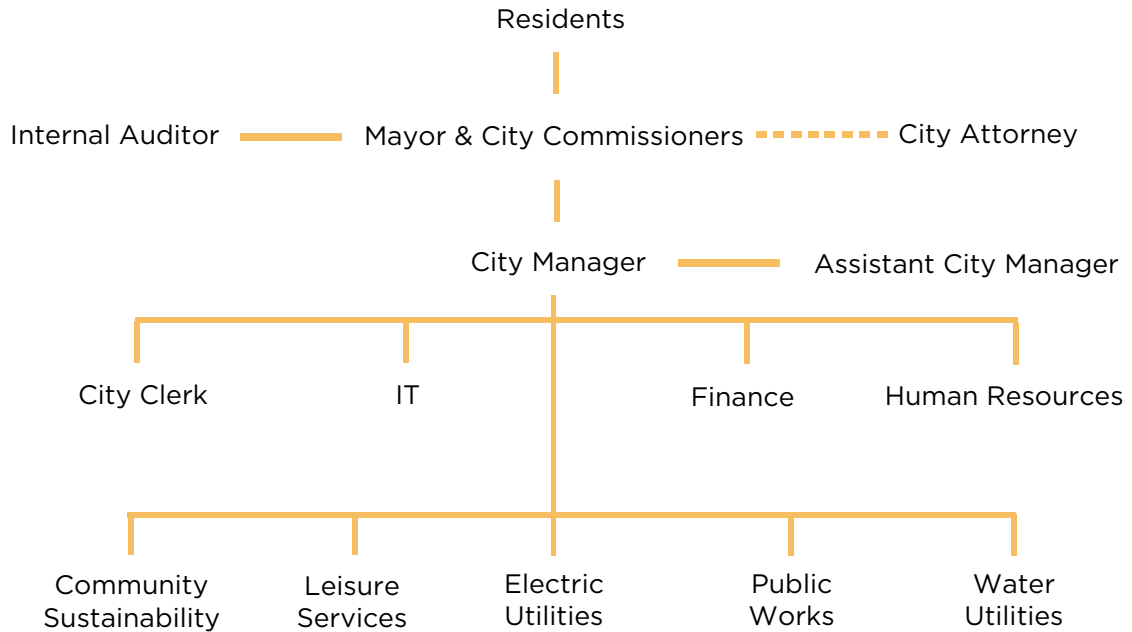 Residents
Internal Auditor
Mayor & City Commissioners
City Attorney
City Manager
Assistant City Manager
City Clerk
IT
Finance
Human Resources
Community
Sustainability
Leisure
Services
Electric
Utilities
Public
Works
Water
Utilities